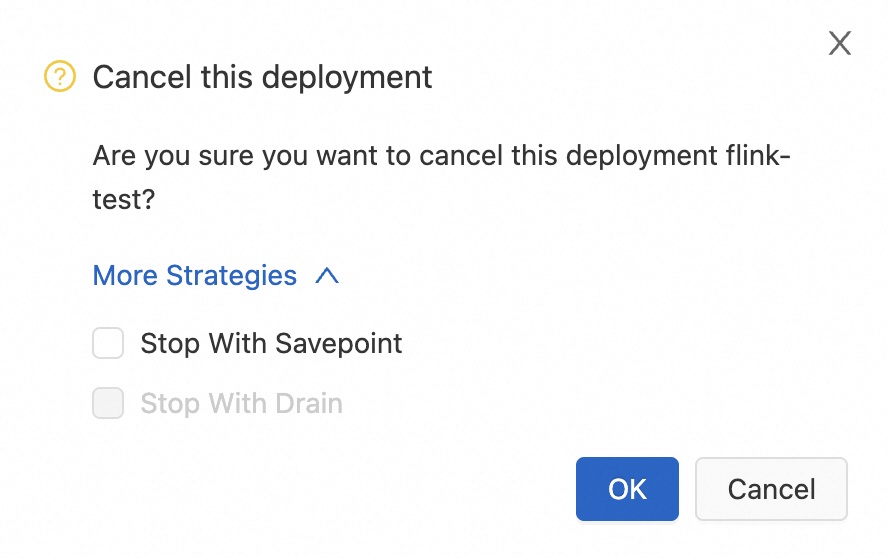 Cancel this deployment
Are you sure you want to cancel this deployment flink-
test?
More Strategies
Stop With Savepoint
Stop With Drain
OK
Cancel